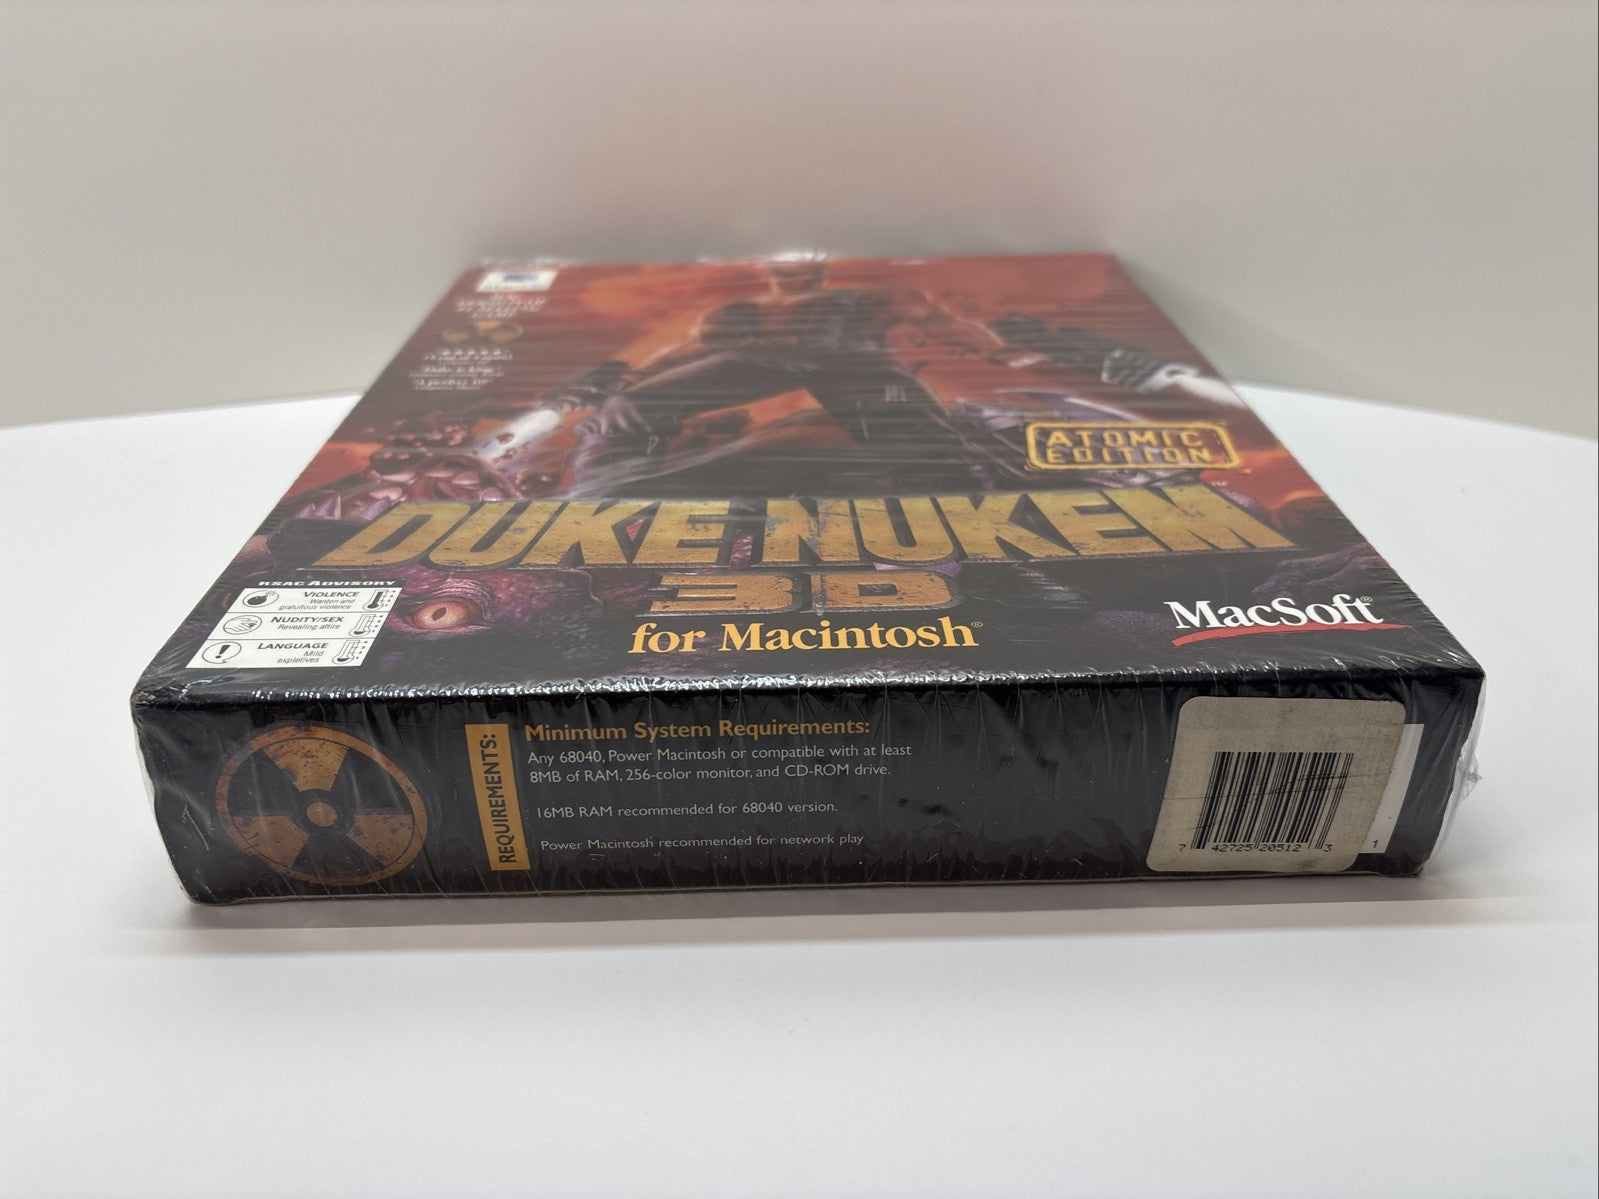 ATOMIC
EDITION
DUKE NUKEM
™
3D
for Macintosh®
MacSoft®
RSAC ADVISORY
VIOLENCE
Wanton and
gratuitous violence
NUDITY/SEX
Revealing attire
LANGUAGE
Mild
expletives
REQUIREMENTS:
Minimum System Requirements:
Any 68040, Power Macintosh or compatible with at least
8MB of RAM, 256-color monitor, and CD-ROM drive.
16MB RAM recommended for 68040 version.
Power Macintosh recommended for network play
7 42725 20512 3
1